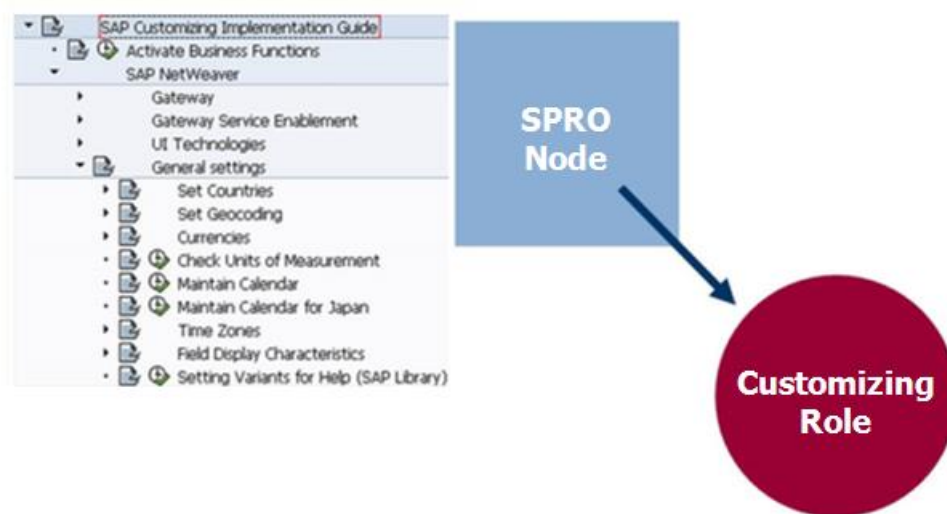 SAP Customizing Implementation Guide
Activate Business Functions
SAP NetWeaver
Gateway
Gateway Service Enablement
UI Technologies
General settings
Set Countries
Set Geocoding
Currencies
Check Units of Measurement
Maintain Calendar
Maintain Calendar for Japan
Time Zones
Field Display Characteristics
Setting Variants for Help (SAP Library)
SPRO
Node
Customizing
Role